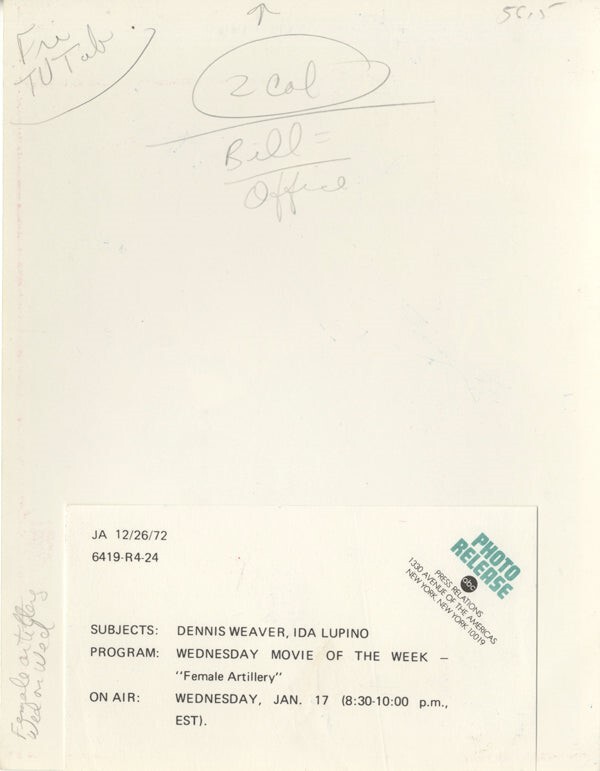 Fri
TV Tab
2 Col
Bill =
Office
JA 12/26/72
6419-R4-24
PHOTO
RELEASE
abc
PRESS RELATIONS
1330 AVENUE OF THE AMERICAS
NEW YORK, NEW YORK 10019
SUBJECTS: DENNIS WEAVER, IDA LUPINO
PROGRAM: WEDNESDAY MOVIE OF THE WEEK –
"Female Artillery"
ON AIR: WEDNESDAY, JAN. 17 (8:30-10:00 p.m.,
EST).
Female artillery
Wed on Wed